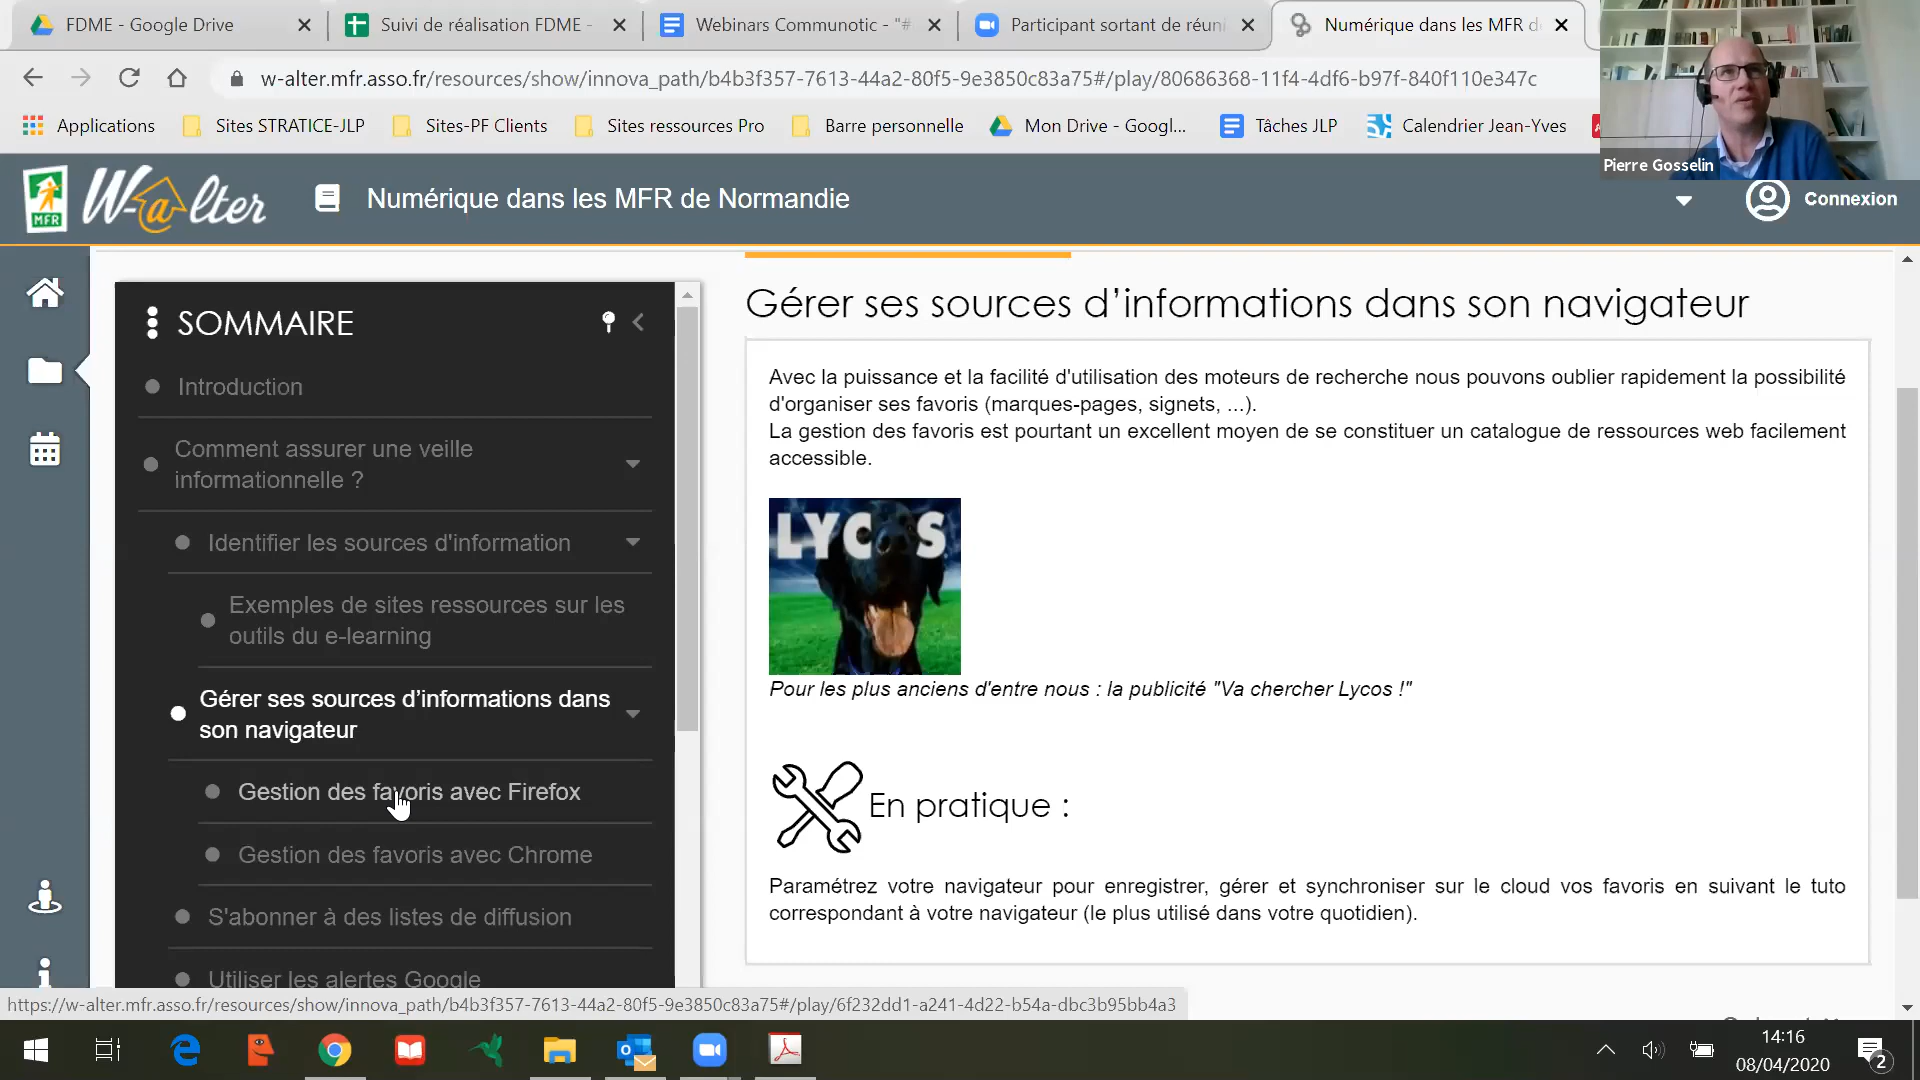 FDME - Google Drive
Suivi de réalisation FDME -
Webinars Communotic - "#
Participant sortant de réuni
Numérique dans les MFR d
w-alter.mfr.asso.fr/resources/show/innova_path/b4b3f357-7613-44a2-80f5-9e3850c83a75#/play/80686368-11f4-4df6-b97f-840f110e347c
Applications
Sites STRATICE-JLP
Sites-PF Clients
Sites ressources Pro
Barre personnelle
Mon Drive - Googl...
Tâches JLP
Calendrier Jean-Yves
Pierre Gosselin
MFR
W-alter
Numérique dans les MFR de Normandie
Connexion
SOMMAIRE
Introduction
Comment assurer une veille
informationnelle ?
Identifier les sources d'information
Exemples de sites ressources sur les
outils du e-learning
Gérer ses sources d’informations dans
son navigateur
Gestion des favoris avec Firefox
Gestion des favoris avec Chrome
S'abonner à des listes de diffusion
Utiliser les alertes Google
Gérer ses sources d’informations dans son navigateur
Avec la puissance et la facilité d'utilisation des moteurs de recherche nous pouvons oublier rapidement la possibilité
d'organiser ses favoris (marques-pages, signets, ...).
La gestion des favoris est pourtant un excellent moyen de se constituer un catalogue de ressources web facilement
accessible.
LYCOS
Pour les plus anciens d'entre nous : la publicité "Va chercher Lycos !"
En pratique :
Paramétrez votre navigateur pour enregistrer, gérer et synchroniser sur le cloud vos favoris en suivant le tuto
correspondant à votre navigateur (le plus utilisé dans votre quotidien).
https://w-alter.mfr.asso.fr/resources/show/innova_path/b4b3f357-7613-44a2-80f5-9e3850c83a75#/play/6f232dd1-a241-4d22-b54a-dbc3b95bb4a3
14:16
08/04/2020
2